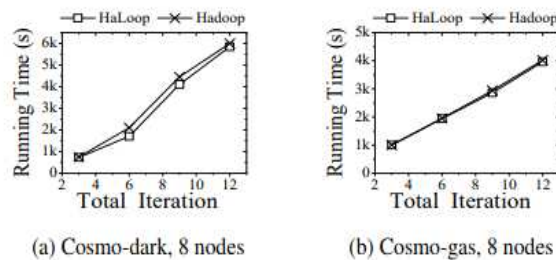 HaLoop Hadoop
Running Time (s)
6k
5k
4k
3k
2k
1k
0
2 4 6 8 10 12
Total Iteration
(a) Cosmo-dark, 8 nodes
HaLoop Hadoop
Running Time (s)
5k
4k
3k
2k
1k
0
2 4 6 8 10 12
Total Iteration
(b) Cosmo-gas, 8 nodes